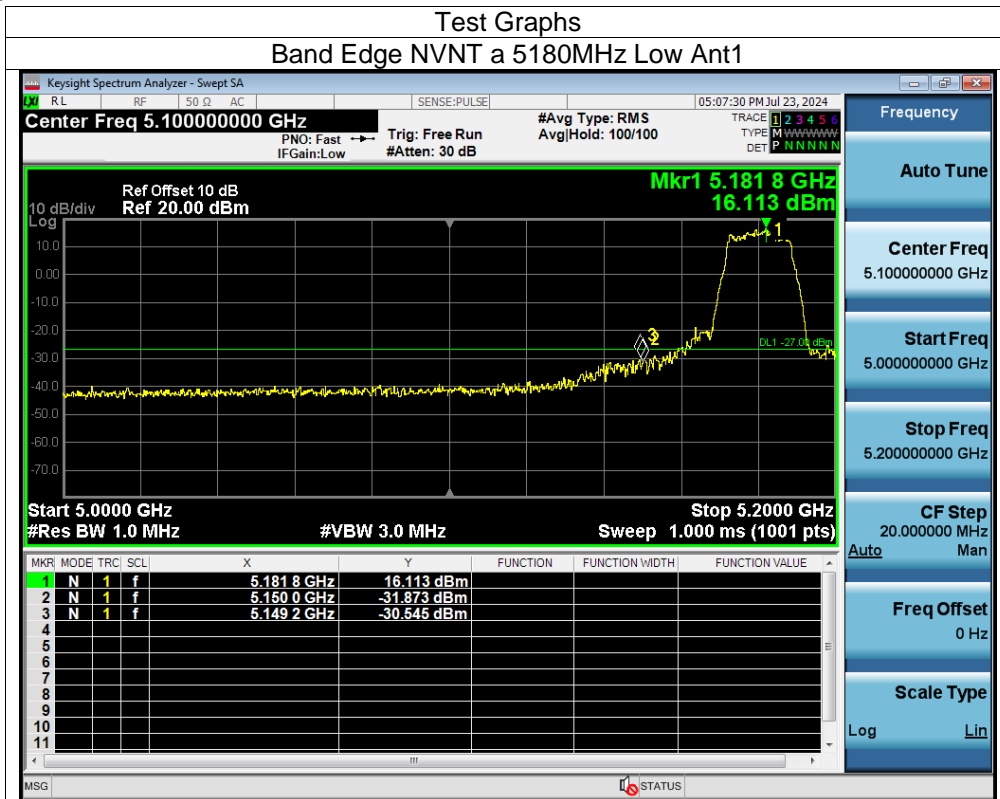 Test Graphs
Band Edge NVNT a 5180MHz Low Ant1
Keysight Spectrum Analyzer - Swept SA
LXI RL RF 50 Ω AC SENSE:PULSE 05:07:30 PM Jul 23, 2024
Center Freq 5.100000000 GHz
PNO: Fast
IFGain:Low
Trig: Free Run
#Atten: 30 dB
#Avg Type: RMS
Avg|Hold: 100/100
TRACE 1 2 3 4 5 6
TYPE M WWWWW
DET P N N N N N
Mkr1 5.181 8 GHz
16.113 dBm
Ref Offset 10 dB
10 dB/div Ref 20.00 dBm
Log
10.0
0.00
-10.0
-20.0
-30.0
-40.0
-50.0
-60.0
-70.0
1
2
3
DL1 -27.00 dBm
Start 5.0000 GHz Stop 5.2000 GHz
#Res BW 1.0 MHz #VBW 3.0 MHz Sweep 1.000 ms (1001 pts)
MKR MODE TRC SCL X Y FUNCTION FUNCTION WIDTH FUNCTION VALUE
1 N 1 f 5.181 8 GHz 16.113 dBm
2 N 1 f 5.150 0 GHz -31.873 dBm
3 N 1 f 5.149 2 GHz -30.545 dBm
4
5
6
7
8
9
10
11
MSG STATUS
Frequency
Auto Tune
Center Freq
5.100000000 GHz
Start Freq
5.000000000 GHz
Stop Freq
5.200000000 GHz
CF Step
20.000000 MHz
Auto Man
Freq Offset
0 Hz
Scale Type
Log Lin